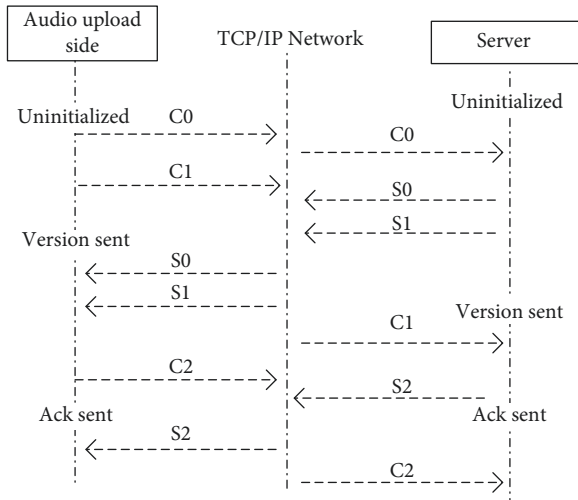 Audio upload
side
TCP/IP Network
Server
Uninitialized
Uninitialized
C0
C0
C1
S0
S1
Version sent
S0
S1
C1
Version sent
C2
S2
Ack sent
Ack sent
S2
C2